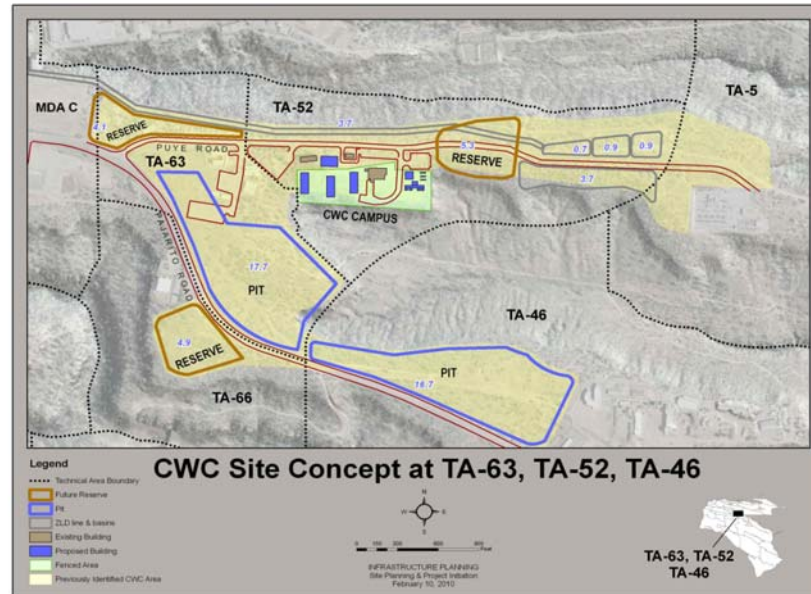 MDA C
TA-52
TA-5
4.1
RESERVE
3.7
PUYE ROAD
5.3
RESERVE
0.7
0.9
0.9
TA-63
3.7
CWC CAMPUS
PAJARITO ROAD
17.7
PIT
TA-46
4.9
RESERVE
PIT
16.7
TA-66
Legend
CWC Site Concept at TA-63, TA-52, TA-46
Technical Area Boundary
Future Reserve
Pit
ZLD line & basins
Existing Building
Proposed Building
Fenced Area
Previously Identified CWC Area
N
W
E
S
Feet
INFRASTRUCTURE PLANNING
Site Planning & Project Initiation
February 10, 2010
TA-63, TA-52
TA-46